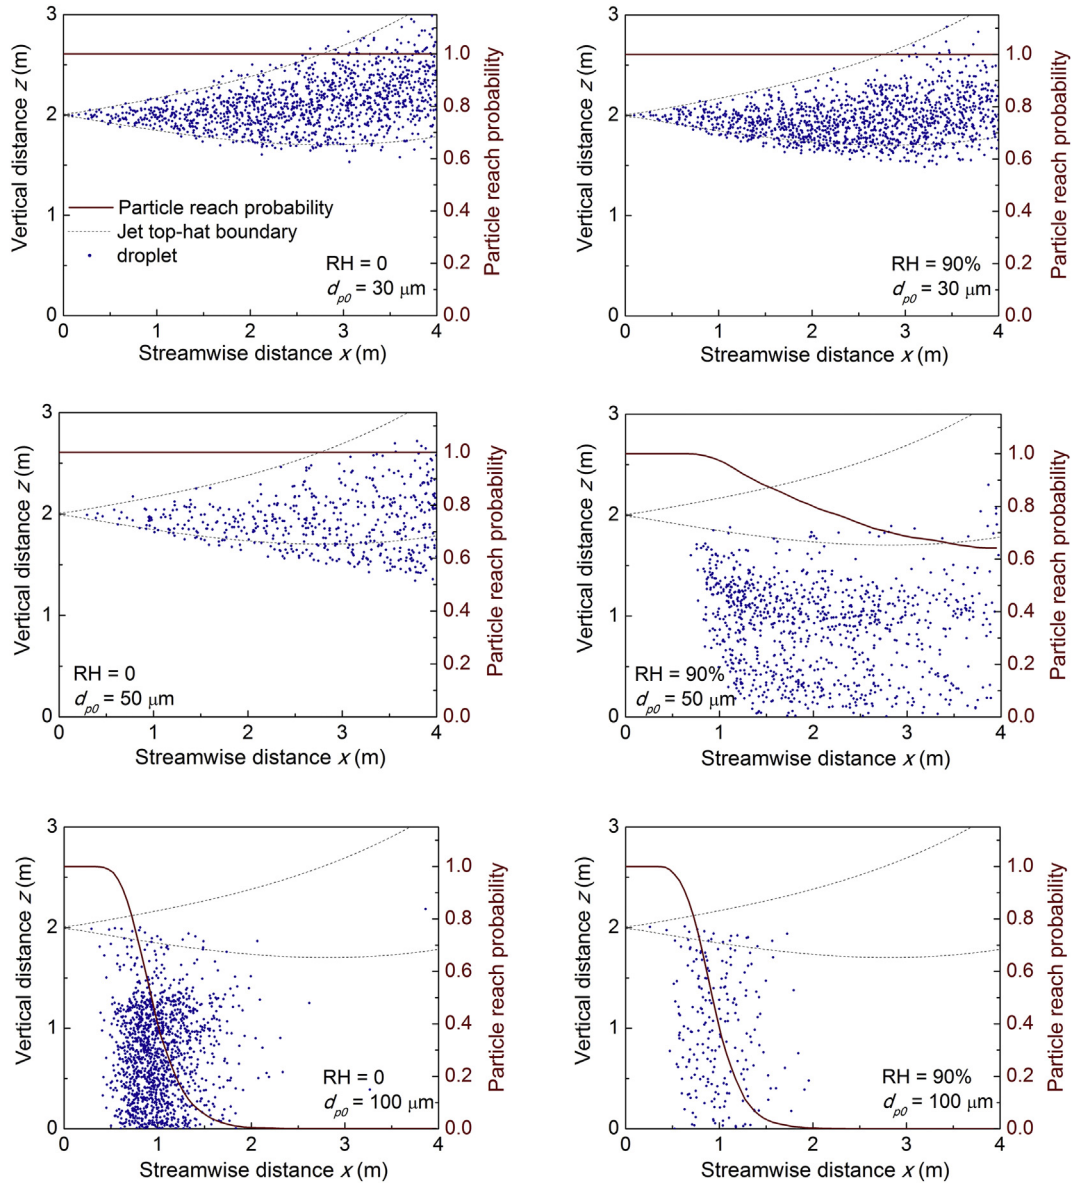 3
2
1
0
Vertical distance z (m)
1.0
0.8
0.6
0.4
0.2
0.0
Particle reach probability
Particle reach probability
Jet top-hat boundary
droplet
RH = 0
dp0 = 30 μm
0 1 2 3 4
Streamwise distance x (m)
3
2
1
0
Vertical distance z (m)
1.0
0.8
0.6
0.4
0.2
0.0
Particle reach probability
RH = 90%
dp0 = 30 μm
0 1 2 3 4
Streamwise distance x (m)
3
2
1
0
Vertical distance z (m)
1.0
0.8
0.6
0.4
0.2
0.0
Particle reach probability
RH = 0
dp0 = 50 μm
0 1 2 3 4
Streamwise distance x (m)
3
2
1
0
Vertical distance z (m)
1.0
0.8
0.6
0.4
0.2
0.0
Particle reach probability
RH = 90%
dp0 = 50 μm
0 1 2 3 4
Streamwise distance x (m)
3
2
1
0
Vertical distance z (m)
1.0
0.8
0.6
0.4
0.2
0.0
Particle reach probability
RH = 0
dp0 = 100 μm
0 1 2 3 4
Streamwise distance x (m)
3
2
1
0
Vertical distance z (m)
1.0
0.8
0.6
0.4
0.2
0.0
Particle reach probability
RH = 90%
dp0 = 100 μm
0 1 2 3 4
Streamwise distance x (m)